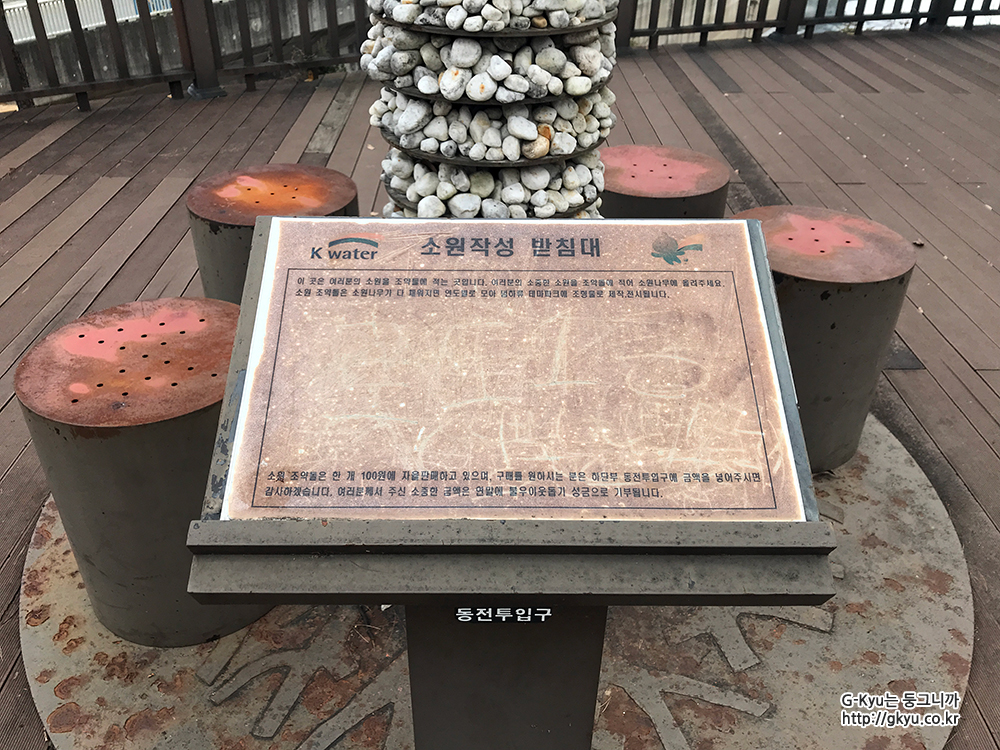 K water
소원작성 받침대
이 곳은 여러분의 소원을 조약돌에 적는 곳입니다. 여러분의 소중한 소원을 조약돌에 적어 소원나무에 올려주세요.
소원 조약돌은 소원나무가 다 채워지면 연도별로 모아 낙하류 테마파크에 조형물로 제작,전시됩니다.
소원 조약돌은 한 개 100원에 자율판매하고 있으며, 구매를 원하시는 분은 하단부 동전투입구에 금액을 넣어주시면
감사하겠습니다. 여러분께서 주신 소중한 금액은 연말에 불우이웃돕기 성금으로 기부됩니다.
동전투입구
G-Kyu는 둥그니까
http://gkyu.co.kr